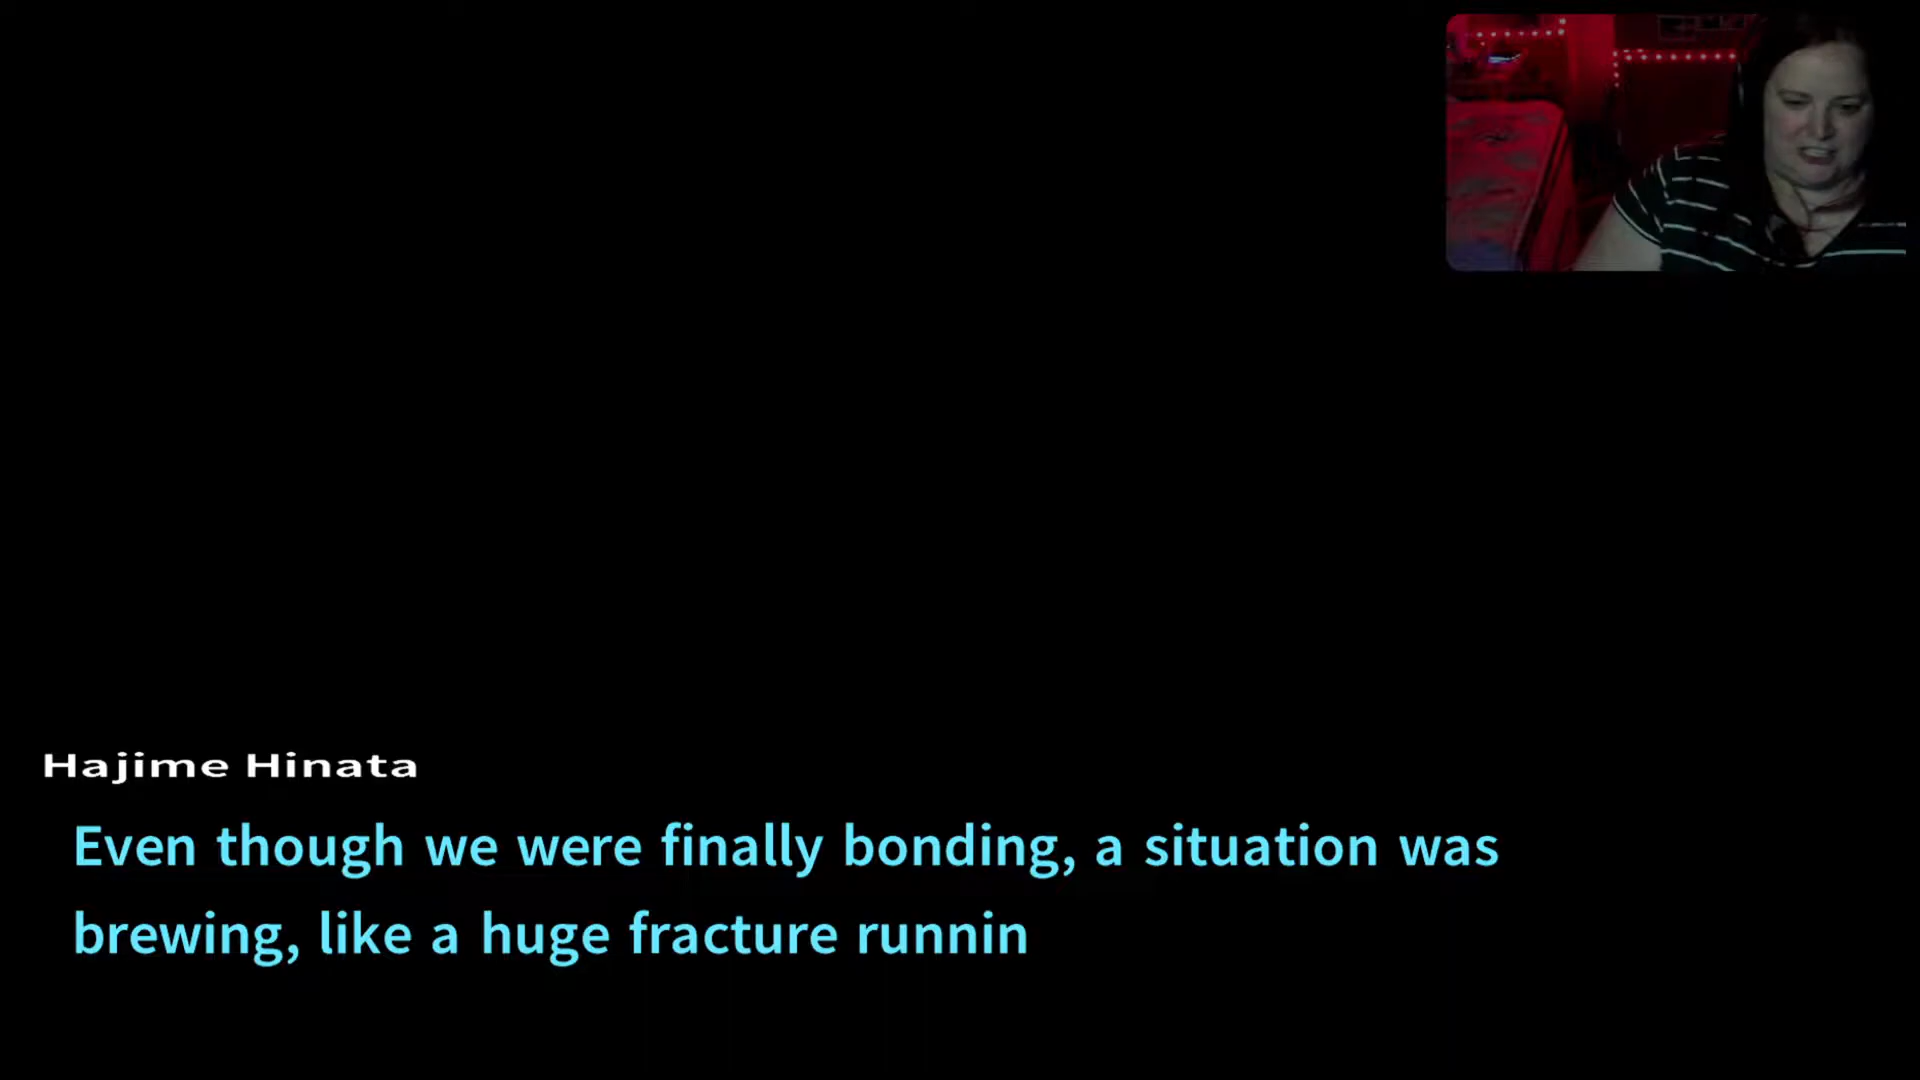 Hajime Hinata
Even though we were finally bonding, a situation was
brewing, like a huge fracture runnin